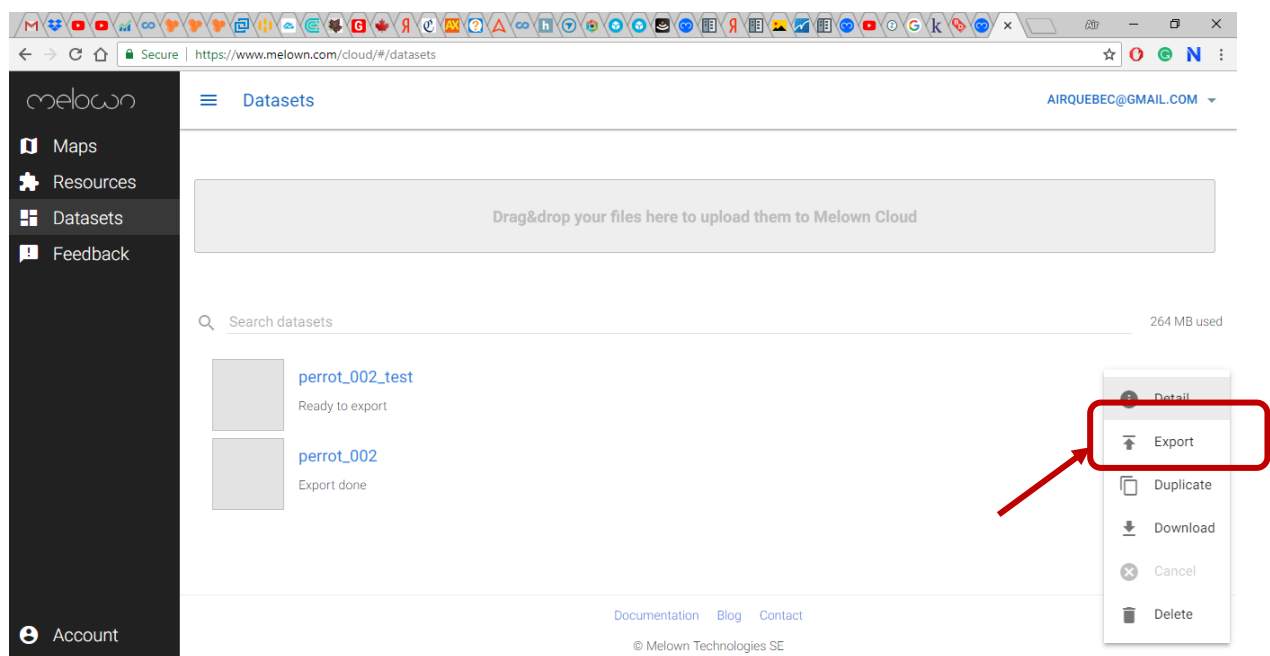 Air
Secure
https://www.melown.com/cloud/#/datasets
melown
Datasets
AIRQUEBEC@GMAIL.COM
Maps
Resources
Datasets
Feedback
Account
Drag&drop your files here to upload them to Melown Cloud
Search datasets
264 MB used
perrot_002_test
Ready to export
perrot_002
Export done
Detail
Export
Duplicate
Download
Cancel
Delete
Documentation Blog Contact
© Melown Technologies SE